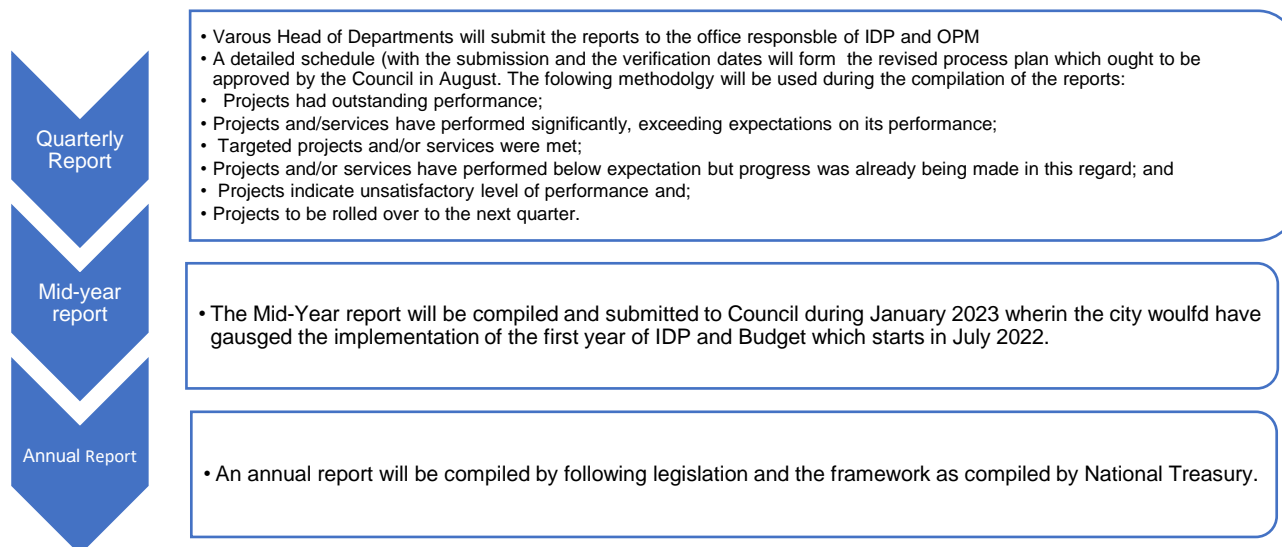 Quarterly
Report
• Varous Head of Departments will submit the reports to the office responsble of IDP and OPM
• A detailed schedule (with the submission and the verification dates will form the revised process plan which ought to be
approved by the Council in August. The folowing methodolgy will be used during the compilation of the reports:
• Projects had outstanding performance;
• Projects and/services have performed significantly, exceeding expectations on its performance;
• Targeted projects and/or services were met;
• Projects and/or services have performed below expectation but progress was already being made in this regard; and
• Projects indicate unsatisfactory level of performance and;
• Projects to be rolled over to the next quarter.
Mid-year
report
• The Mid-Year report will be compiled and submitted to Council during January 2023 wherin the city woulfd have
gausged the implementation of the first year of IDP and Budget which starts in July 2022.
Annual Report
• An annual report will be compiled by following legislation and the framework as compiled by National Treasury.